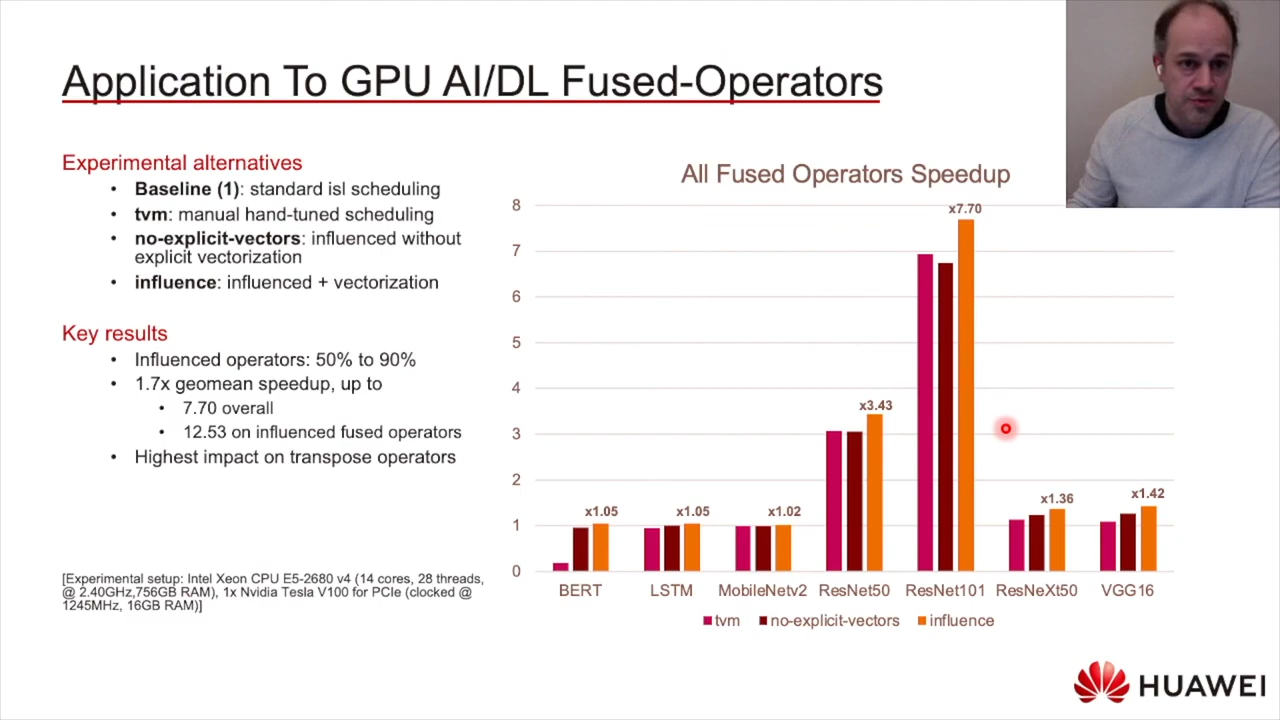 Application To GPU AI/DL Fused-Operators
Experimental alternatives
• Baseline (1): standard isl scheduling
• tvm: manual hand-tuned scheduling
• no-explicit-vectors: influenced without
explicit vectorization
• influence: influenced + vectorization
Key results
• Influenced operators: 50% to 90%
• 1.7x geomean speedup, up to
• 7.70 overall
• 12.53 on influenced fused operators
• Highest impact on transpose operators
[Experimental setup: Intel Xeon CPU E5-2680 v4 (14 cores, 28 threads,
@ 2.40GHz,756GB RAM), 1x Nvidia Tesla V100 for PCIe (clocked @
1245MHz, 16GB RAM)]
All Fused Operators Speedup
8
7
6
5
4
3
2
1
0
x1.05
x1.05
x1.02
x3.43
x7.70
x1.36
x1.42
BERT
LSTM
MobileNetv2
ResNet50
ResNet101
ResNeXt50
VGG16
tvm
no-explicit-vectors
influence
HUAWEI